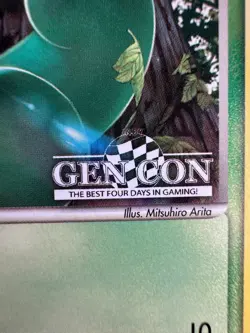 GEN CON
THE BEST FOUR DAYS IN GAMING!
Illus. Mitsuhiro Arita